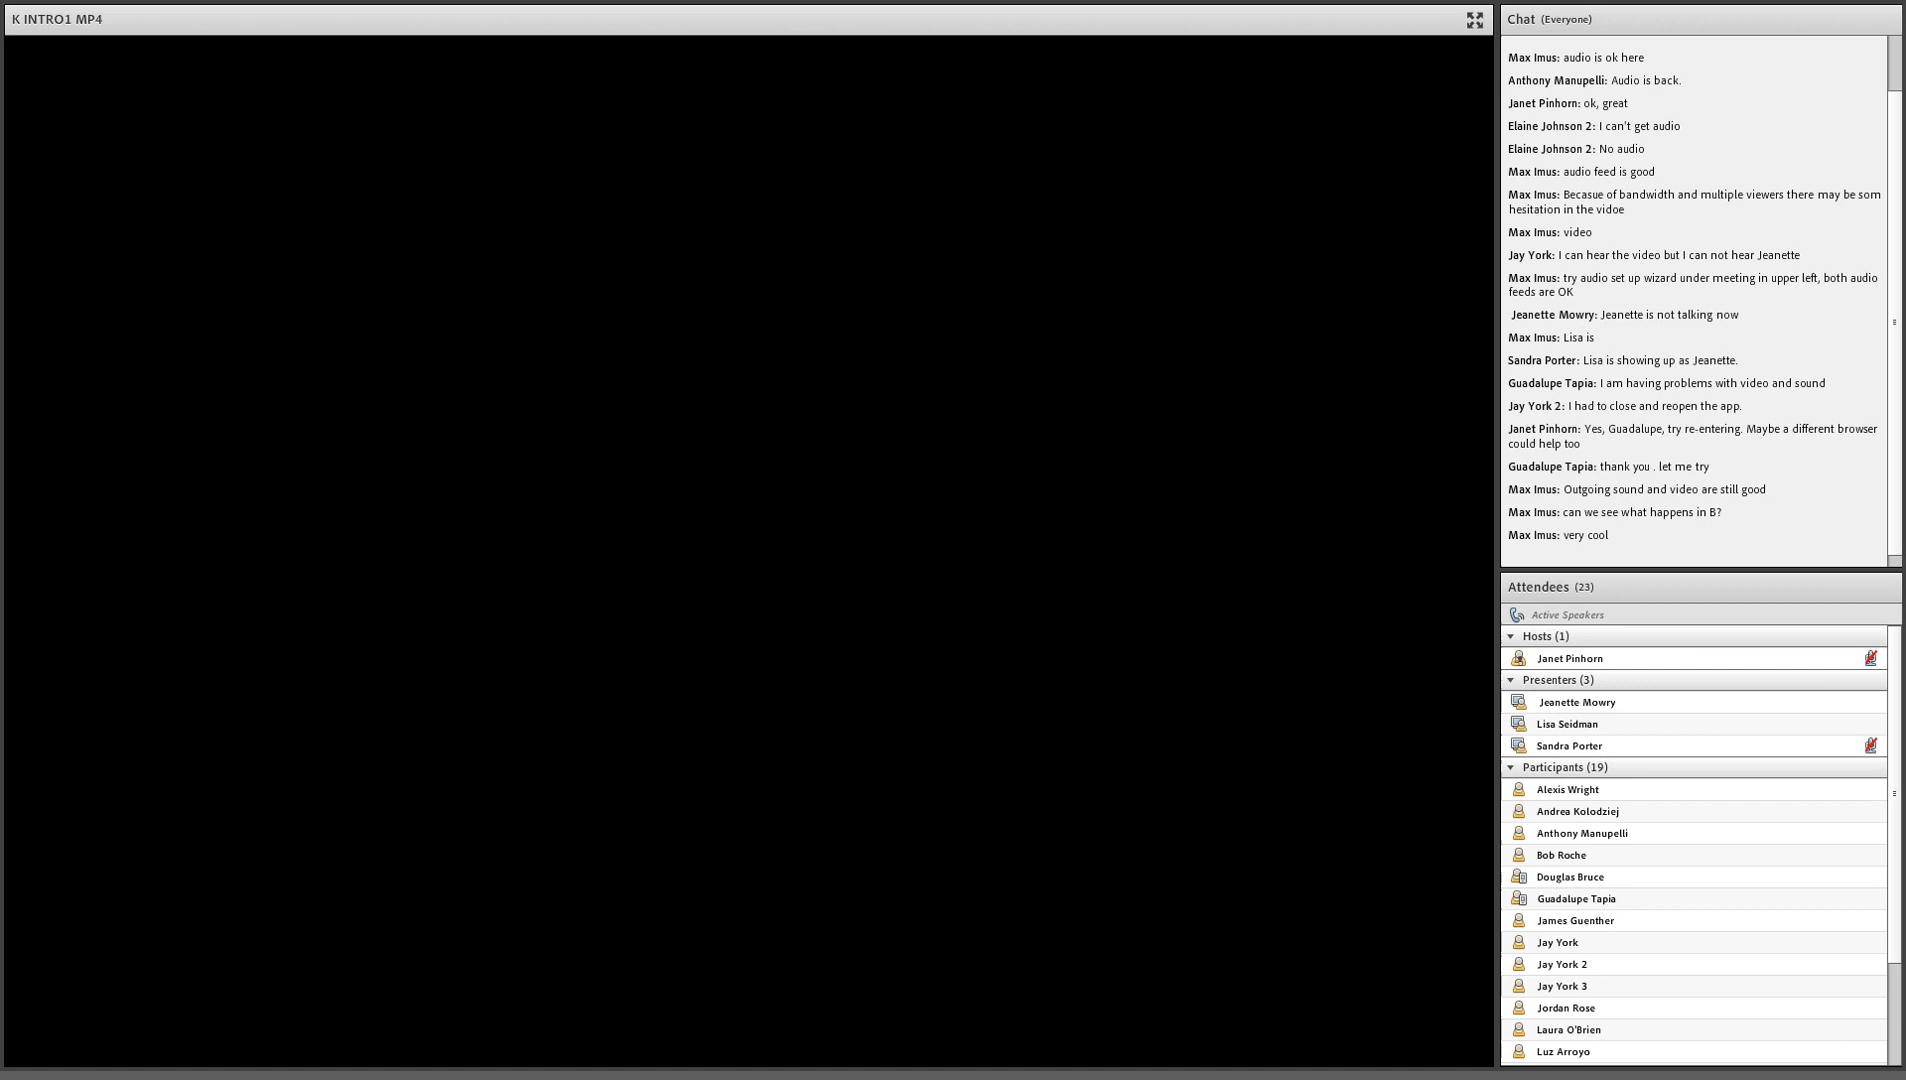 K INTRO1 MP4
Chat (Everyone)
Max Imus: audio is ok here
Anthony Manupelli: Audio is back.
Janet Pinhorn: ok, great
Elaine Johnson 2: I can't get audio
Elaine Johnson 2: No audio
Max Imus: audio feed is good
Max Imus: Becasue of bandwidth and multiple viewers there may be som
hesitation in the vidoe
Max Imus: video
Jay York: I can hear the video but I can not hear Jeanette
Max Imus: try audio set up wizard under meeting in upper left, both audio
feeds are OK
Jeanette Mowry: Jeanette is not talking now
Max Imus: Lisa is
Sandra Porter: Lisa is showing up as Jeanette.
Guadalupe Tapia: I am having problems with video and sound
Jay York 2: I had to close and reopen the app.
Janet Pinhorn: Yes, Guadalupe, try re-entering. Maybe a different browser
could help too
Guadalupe Tapia: thank you . let me try
Max Imus: Outgoing sound and video are still good
Max Imus: can we see what happens in B?
Max Imus: very cool
Attendees (23)
Active Speakers
Hosts (1)
Janet Pinhorn
Presenters (3)
Jeanette Mowry
Lisa Seidman
Sandra Porter
Participants (19)
Alexis Wright
Andrea Kolodziej
Anthony Manupelli
Bob Roche
Douglas Bruce
Guadalupe Tapia
James Guenther
Jay York
Jay York 2
Jay York 3
Jordan Rose
Laura O'Brien
Luz Arroyo